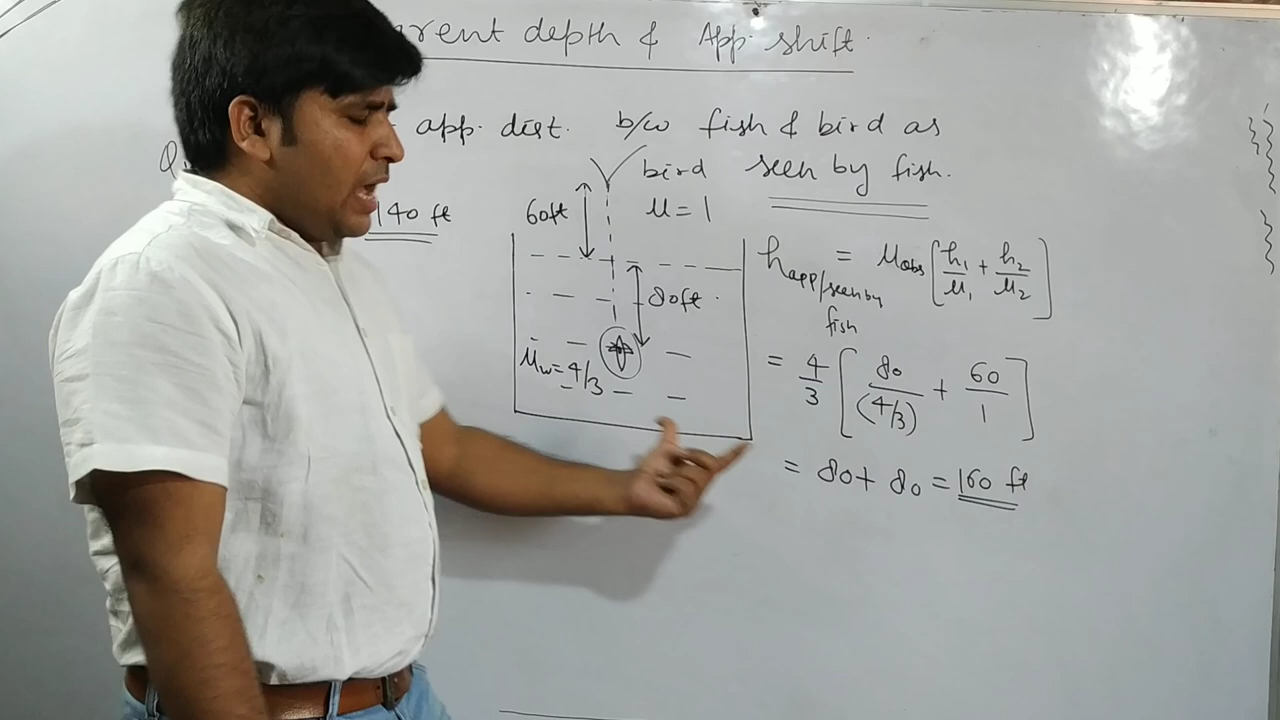 rent depth & App. shift.
app. dist. b/w fish & bird as
seen by fish.
140 ft
bird
60ft
μ = 1
80ft.
μw = 4/3
h app/seen by fish = μobs [h1/μ1 + h2/μ2]
= 4/3 [80/(4/3) + 60/1]
= 80 + 80 = 160 ft